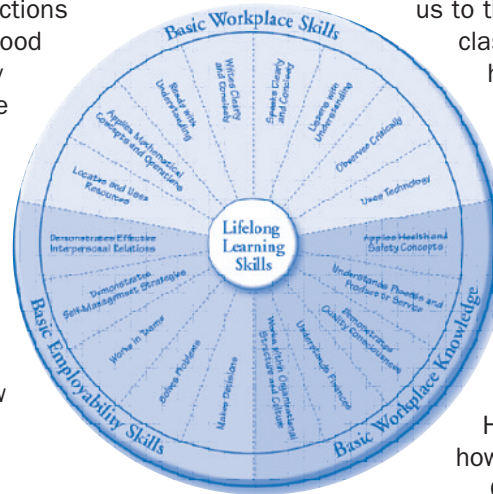 ctions
ood
y
e
us to th
clas
h
w
H
how
Basic Workplace Skills
Locates and Uses
Resources
Applies Mathematical
Concepts and Operations
Reads with
Understanding
Writes Clearly
and Concisely
Speaks Clearly
and Concisely
Listens with
Understanding
Observes Critically
Uses Technology
Lifelong
Learning
Skills
Basic Employability Skills
Demonstrates Effective
Interpersonal Relations
Demonstrates
Self-Management Strategies
Works in Teams
Solves Problems
Makes Decisions
Basic Workplace Knowledge
Applies Health and
Safety Concepts
Understands Process and
Product or Service
Demonstrates
Quality Consciousness
Understands Finances
Works within Organizational
Structure and Culture